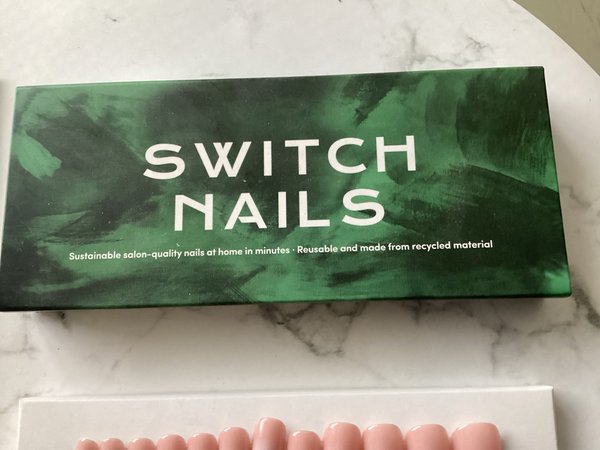 SWITCH
NAILS
Sustainable salon-quality nails at home in minutes · Reusable and made from recycled material